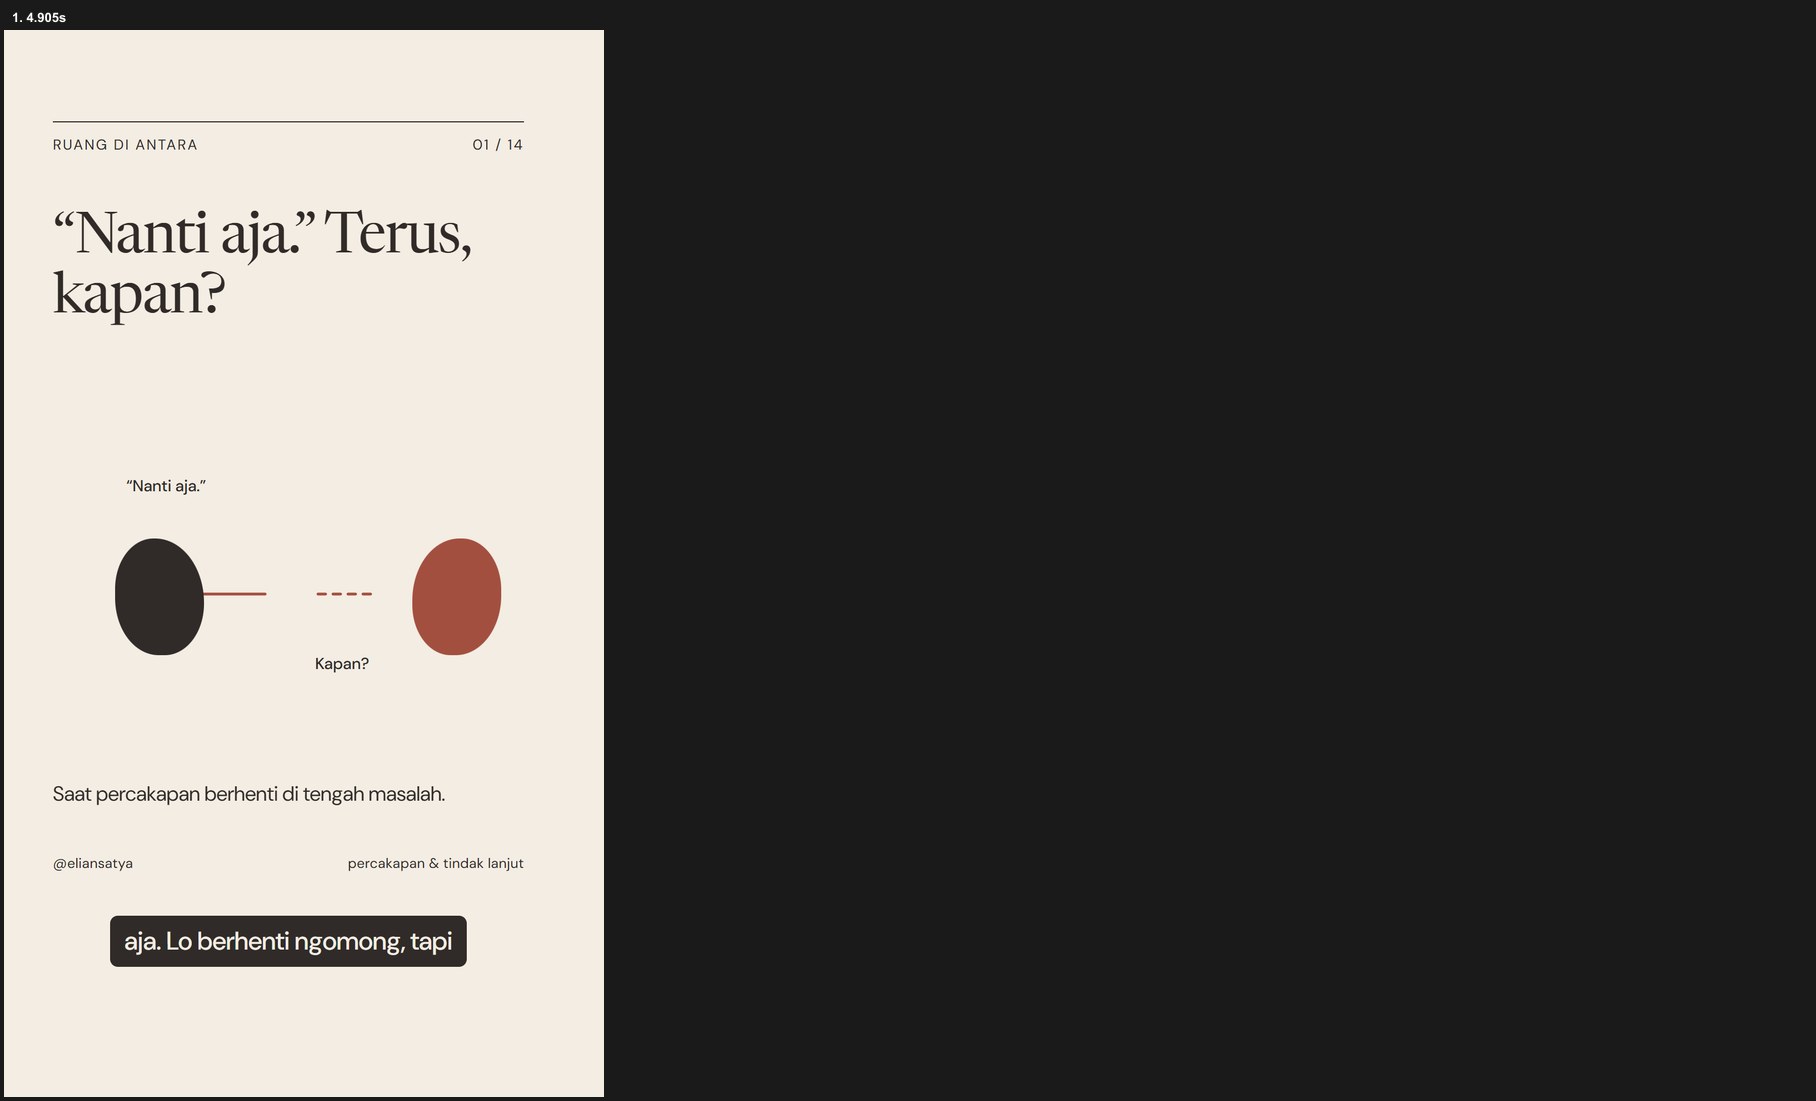 1. 4.905s
RUANG DI ANTARA
01 / 14
“Nanti aja.” Terus,
kapan?
“Nanti aja.”
Kapan?
Saat percakapan berhenti di tengah masalah.
@eliansatya
percakapan & tindak lanjut
aja. Lo berhenti ngomong, tapi